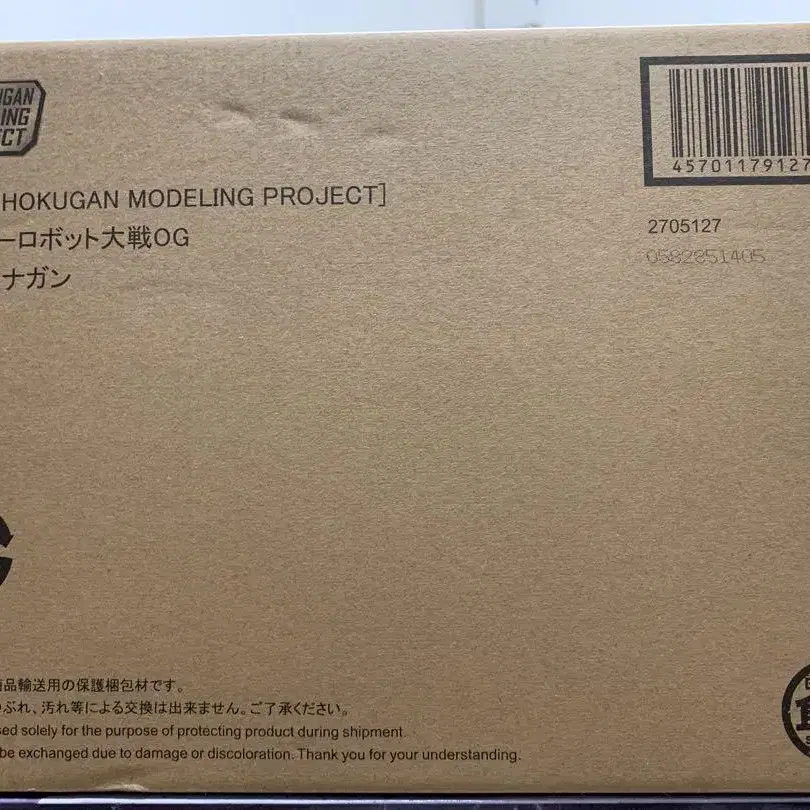 UGAN
LING
ECT
HOKUGAN MODELING PROJECT]
ーロボット大戦OG
ナガン
45701179127
2705127
0582851405
商品輸送用の保護梱包材です。
つぶれ、汚れ等による交換は出来ません。ご了承ください。
sed solely for the purpose of protecting product during shipment.
be exchanged due to damage or discoloration. Thank you for your understanding.